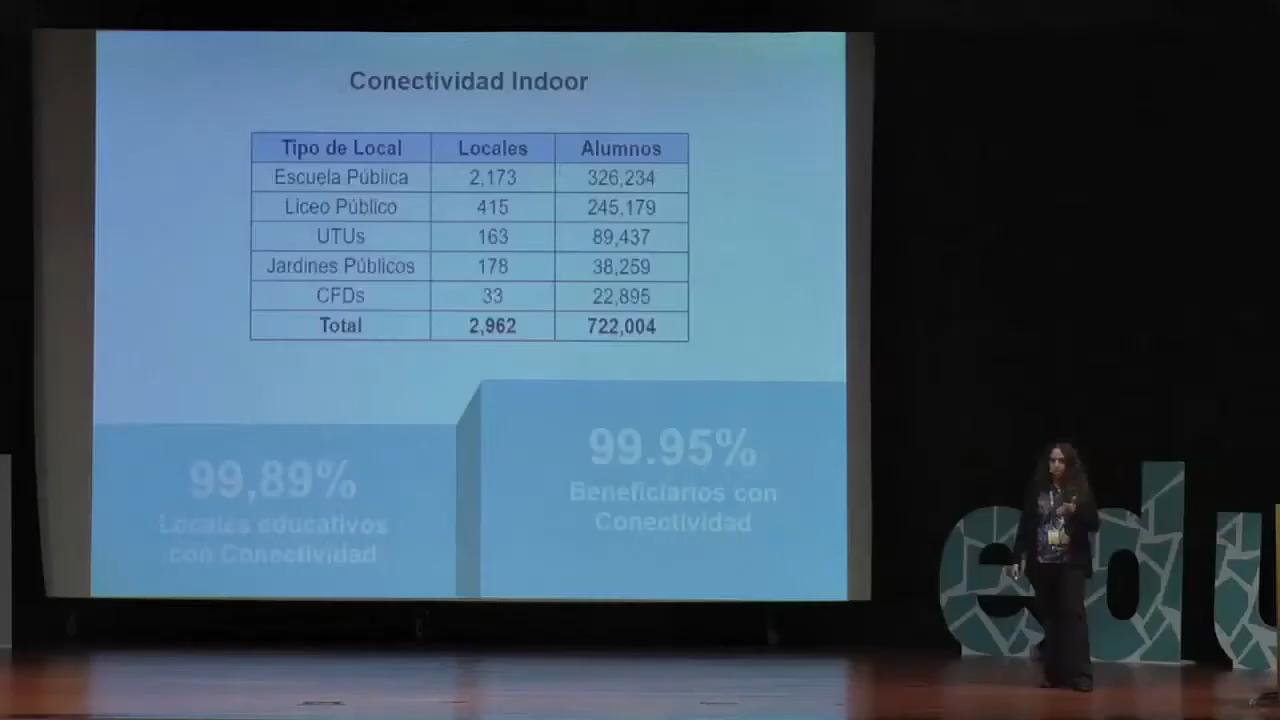 Conectividad Indoor
Tipo de Local Locales Alumnos
Escuela Pública 2,173 326,234
Liceo Público 415 245,179
UTUs 163 89,437
Jardines Públicos 178 38,259
CFDs 33 22,895
Total 2,962 722,004
99,89%
Locales educativos
con Conectividad
99.95%
Beneficiarios con
Conectividad
edu